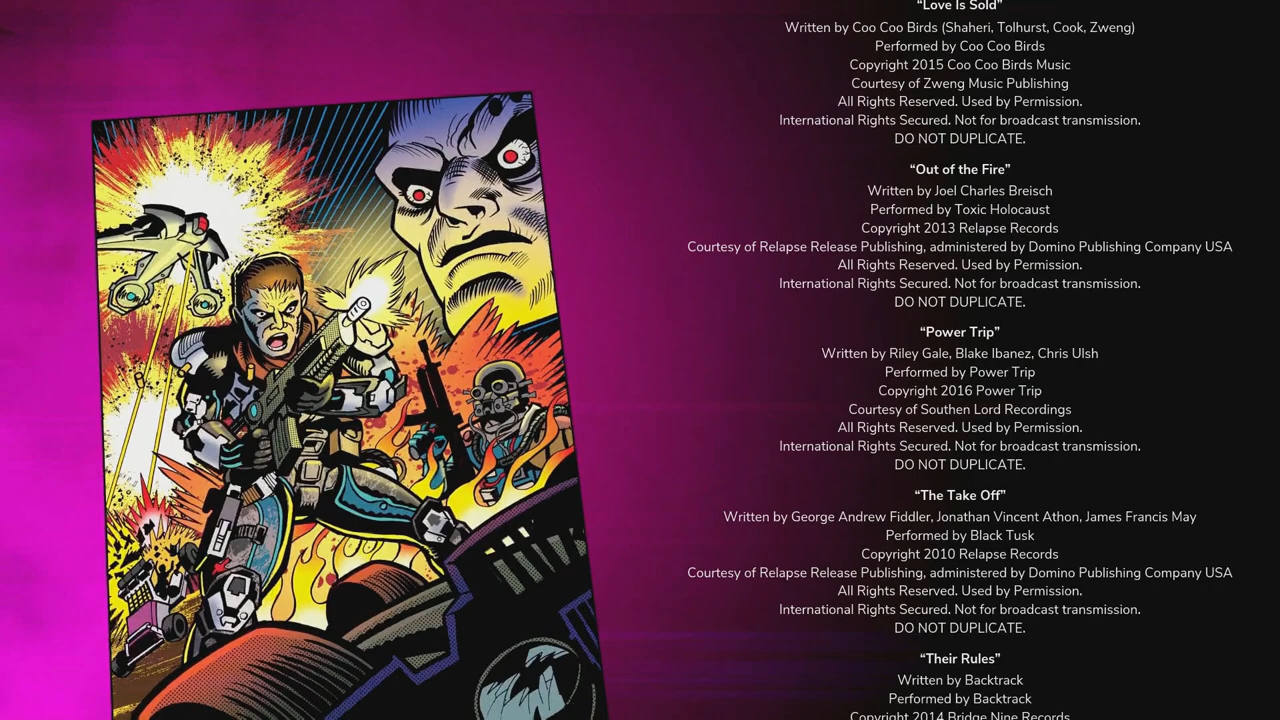 “Love Is Sold”
Written by Coo Coo Birds (Shaheri, Tolhurst, Cook, Zweng)
Performed by Coo Coo Birds
Copyright 2015 Coo Coo Birds Music
Courtesy of Zweng Music Publishing
All Rights Reserved. Used by Permission.
International Rights Secured. Not for broadcast transmission.
DO NOT DUPLICATE.
“Out of the Fire”
Written by Joel Charles Breisch
Performed by Toxic Holocaust
Copyright 2013 Relapse Records
Courtesy of Relapse Release Publishing, administered by Domino Publishing Company USA
All Rights Reserved. Used by Permission.
International Rights Secured. Not for broadcast transmission.
DO NOT DUPLICATE.
“Power Trip”
Written by Riley Gale, Blake Ibanez, Chris Ulsh
Performed by Power Trip
Copyright 2016 Power Trip
Courtesy of Southen Lord Recordings
All Rights Reserved. Used by Permission.
International Rights Secured. Not for broadcast transmission.
DO NOT DUPLICATE.
“The Take Off”
Written by George Andrew Fiddler, Jonathan Vincent Athon, James Francis May
Performed by Black Tusk
Copyright 2010 Relapse Records
Courtesy of Relapse Release Publishing, administered by Domino Publishing Company USA
All Rights Reserved. Used by Permission.
International Rights Secured. Not for broadcast transmission.
DO NOT DUPLICATE.
“Their Rules”
Written by Backtrack
Performed by Backtrack
Copyright 2014 Bridge Nine Records